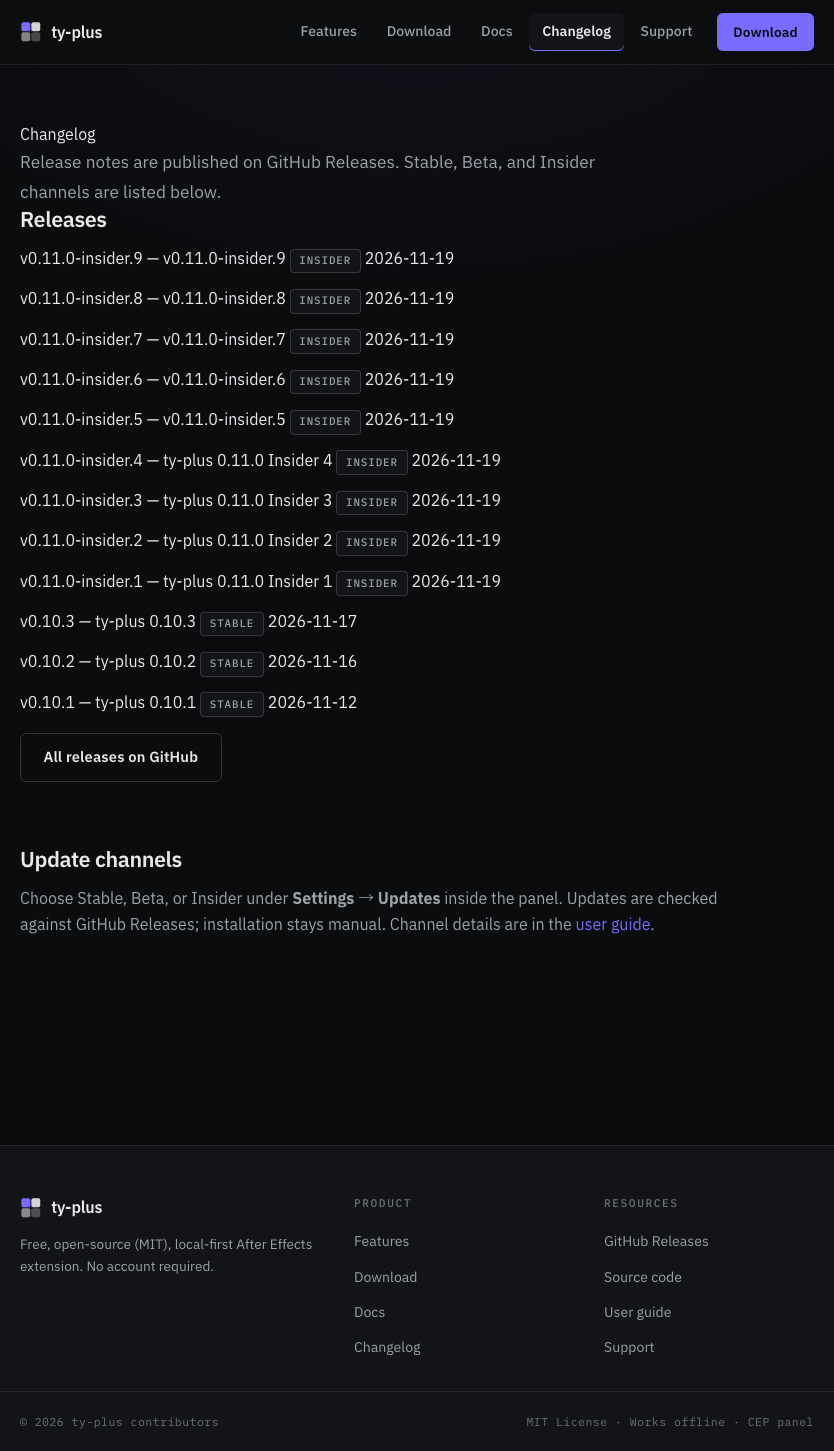 ty-plus
Features Download Docs Changelog Support Download
Changelog
Release notes are published on GitHub Releases. Stable, Beta, and Insider
channels are listed below.
Releases
v0.11.0-insider.9 — v0.11.0-insider.9 INSIDER 2026-11-19
v0.11.0-insider.8 — v0.11.0-insider.8 INSIDER 2026-11-19
v0.11.0-insider.7 — v0.11.0-insider.7 INSIDER 2026-11-19
v0.11.0-insider.6 — v0.11.0-insider.6 INSIDER 2026-11-19
v0.11.0-insider.5 — v0.11.0-insider.5 INSIDER 2026-11-19
v0.11.0-insider.4 — ty-plus 0.11.0 Insider 4 INSIDER 2026-11-19
v0.11.0-insider.3 — ty-plus 0.11.0 Insider 3 INSIDER 2026-11-19
v0.11.0-insider.2 — ty-plus 0.11.0 Insider 2 INSIDER 2026-11-19
v0.11.0-insider.1 — ty-plus 0.11.0 Insider 1 INSIDER 2026-11-19
v0.10.3 — ty-plus 0.10.3 STABLE 2026-11-17
v0.10.2 — ty-plus 0.10.2 STABLE 2026-11-16
v0.10.1 — ty-plus 0.10.1 STABLE 2026-11-12
All releases on GitHub
Update channels
Choose Stable, Beta, or Insider under Settings → Updates inside the panel. Updates are checked
against GitHub Releases; installation stays manual. Channel details are in the user guide.
ty-plus
Free, open-source (MIT), local-first After Effects
extension. No account required.
PRODUCT
Features
Download
Docs
Changelog
RESOURCES
GitHub Releases
Source code
User guide
Support
© 2026 ty-plus contributors
MIT License · Works offline · CEP panel